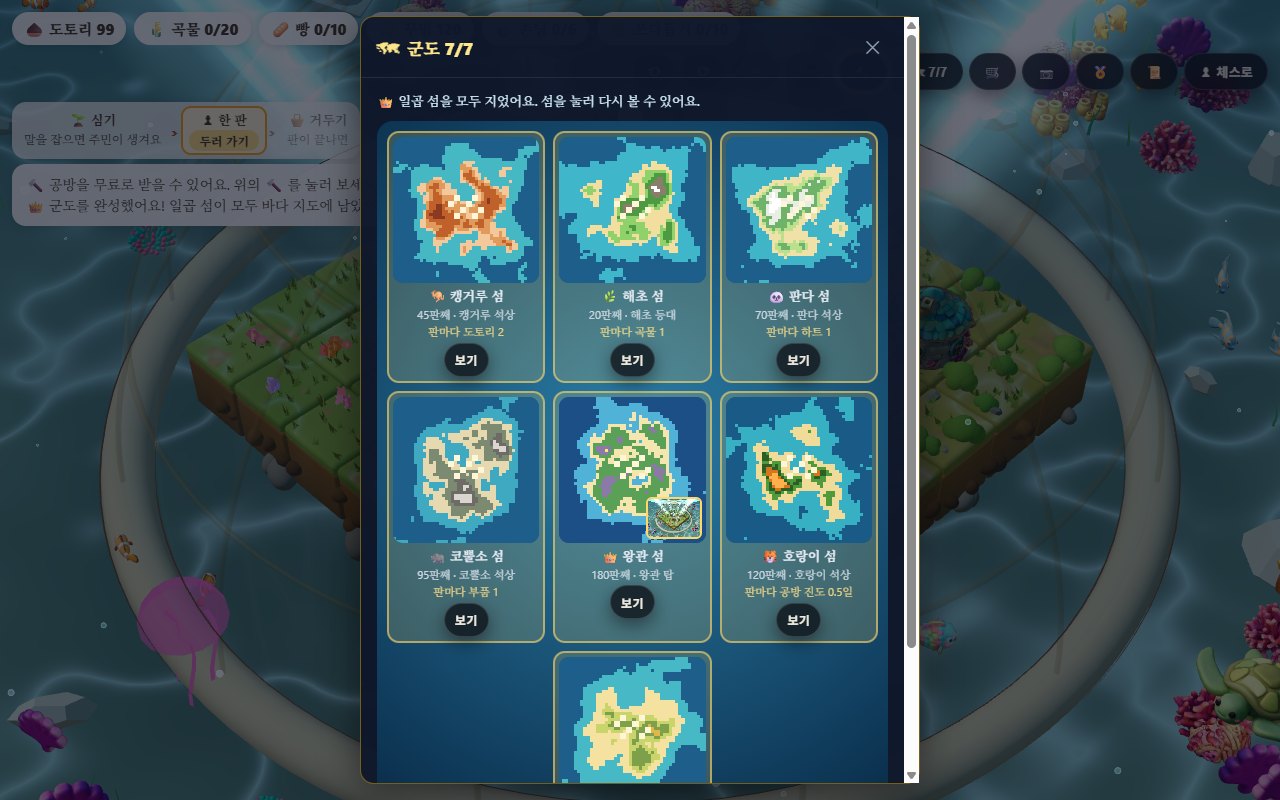 도토리 99
곡물 0/20
빵 0/10
7/7
체스로
심기
말을 잡으면 주민이 생겨요
한 판
두러 가기
거두기
판이 끝나면
공방을 무료로 받을 수 있어요. 위의 를 눌러 보세
군도를 완성했어요! 일곱 섬이 모두 바다 지도에 남았
군도 7/7
일곱 섬을 모두 지었어요. 섬을 눌러 다시 볼 수 있어요.
캥거루 섬
45판째 · 캥거루 석상
판마다 도토리 2
보기
해초 섬
20판째 · 해초 등대
판마다 곡물 1
보기
판다 섬
70판째 · 판다 석상
판마다 하트 1
보기
코뿔소 섬
95판째 · 코뿔소 석상
판마다 부품 1
보기
왕관 섬
180판째 · 왕관 탑
보기
호랑이 섬
120판째 · 호랑이 석상
판마다 공방 진도 0.5일
보기